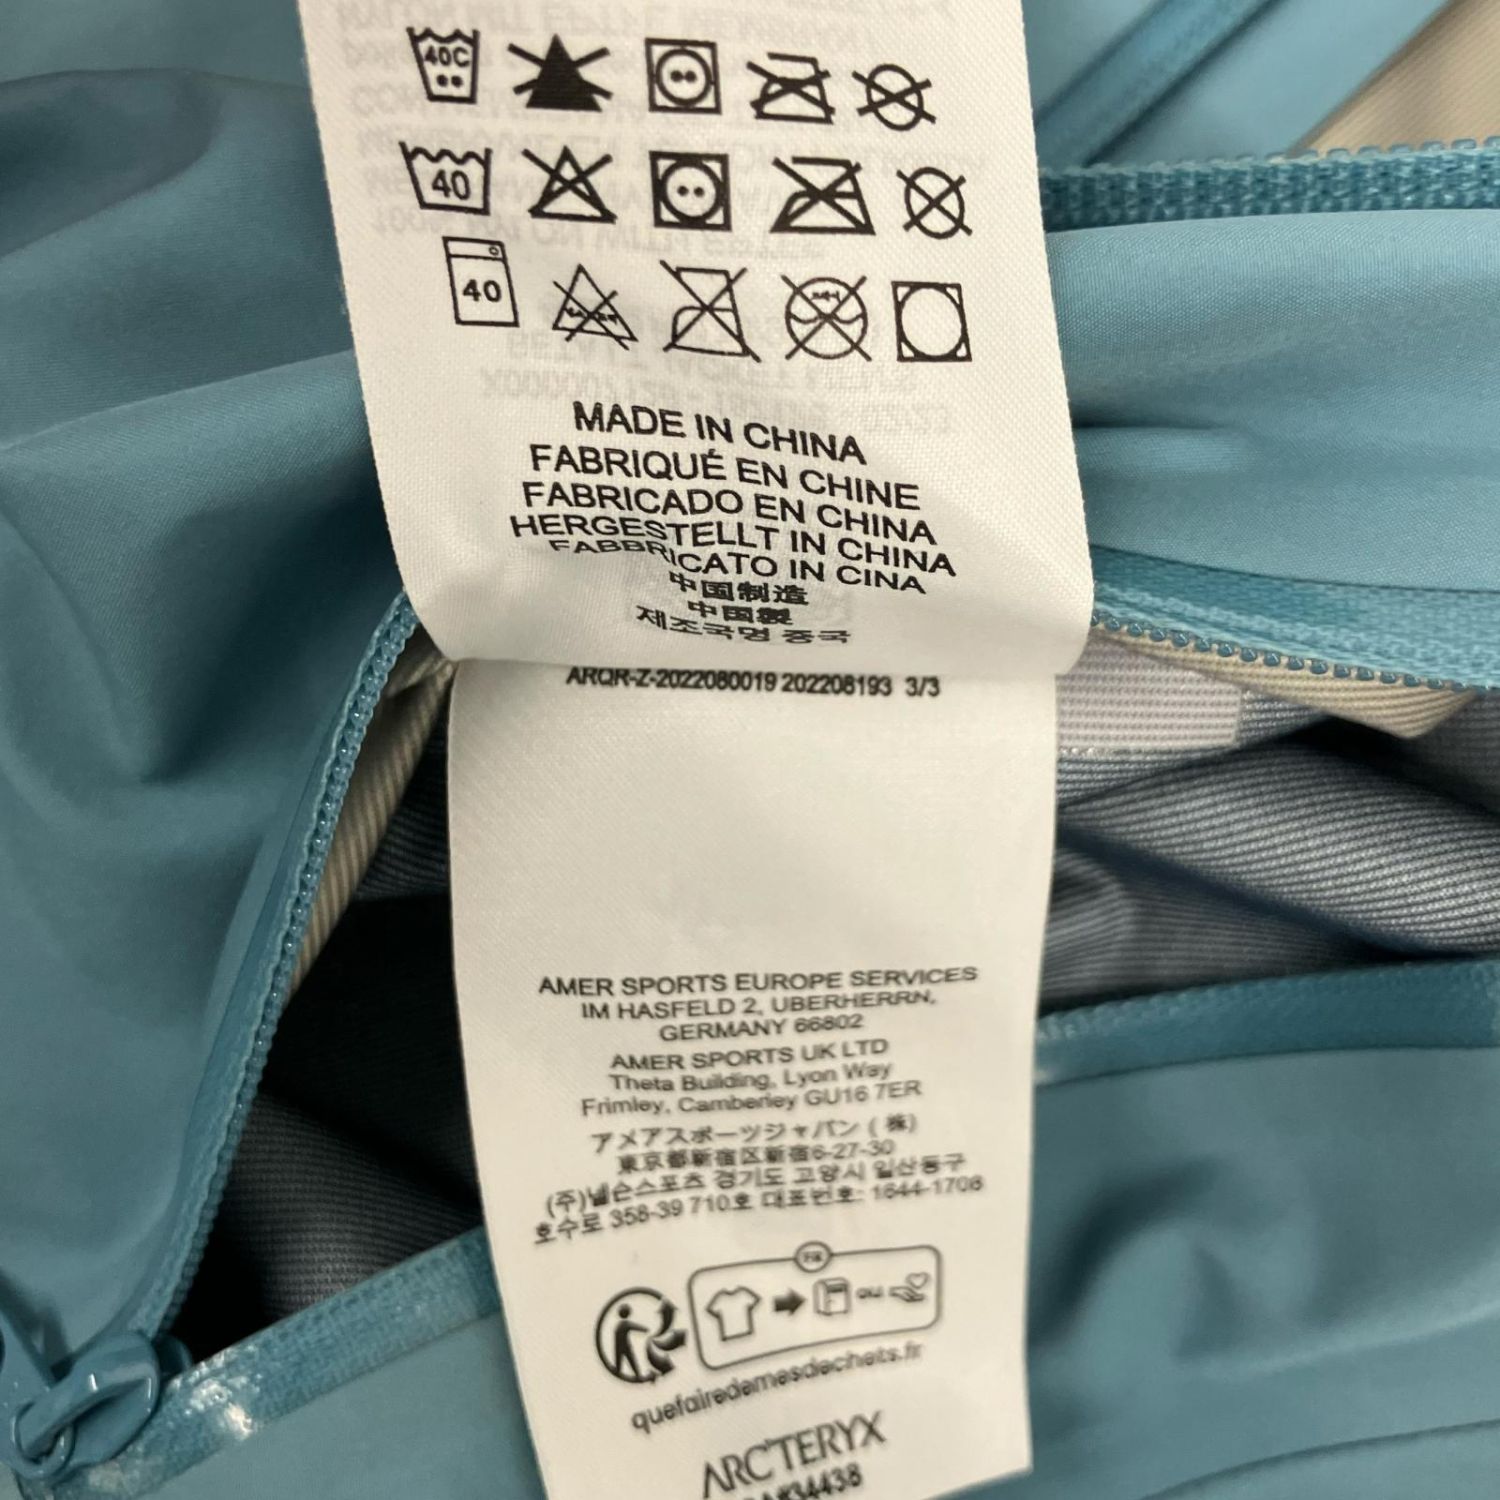 40C
40
40
MADE IN CHINA
FABRIQUÉ EN CHINE
FABRICADO EN CHINA
HERGESTELLT IN CHINA
FABBRICATO IN CINA
中国制造
中国製
제조국명 중국
ARQR-Z-2022080019 202208193 3/3
AMER SPORTS EUROPE SERVICES
IM HASFELD 2, UBERHERRN,
GERMANY 66802
AMER SPORTS UK LTD
Theta Building, Lyon Way
Frimley, Camberley GU16 7ER
アメアスポーツジャパン (株)
東京都新宿区新宿6-27-30
(주)넬슨스포츠 경기도 고양시 일산동구
호수로 358-39 710호 대표번호: 1644-1708
FR
ou
quefairedemesdechets.fr
ARC'TERYX